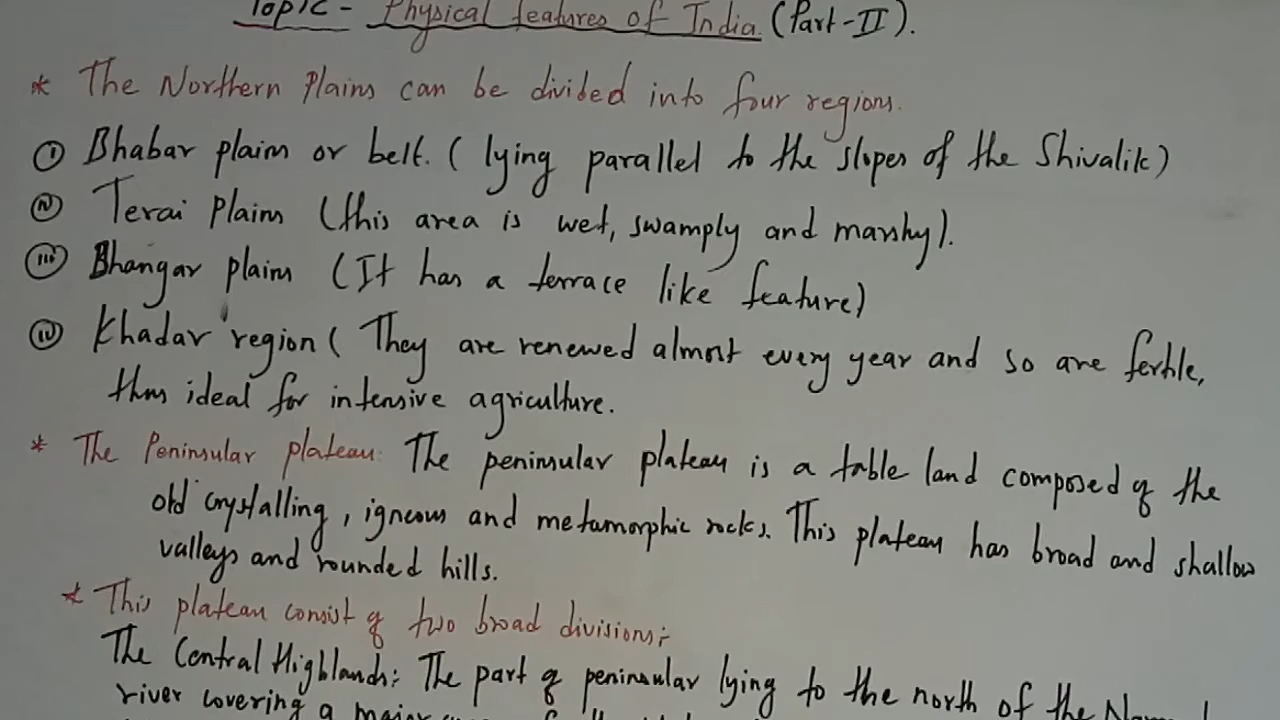 Topic - Physical features of India (Part-II).
* The Northern Plains can be divided into four regions.
(i) Bhabar plains or belt. ( lying parallel to the slopes of the Shivalik)
(ii) Terai Plains (this area is wet, swamply and marshy).
(iii) Bhangar plains (It has a terrace like feature)
(iv) Khadar region ( They are renewed almost every year and so are fertile,
thus ideal for intensive agriculture.
* The Peninsular plateau: The peninsular plateau is a table land composed of the
old crystalling, igneous and metamorphic rocks. This plateau has broad and shallow
valleys and rounded hills.
* This plateau consist of two broad divisions:
The Central Highlands: The part of peninsular lying to the north of the
river covering a major